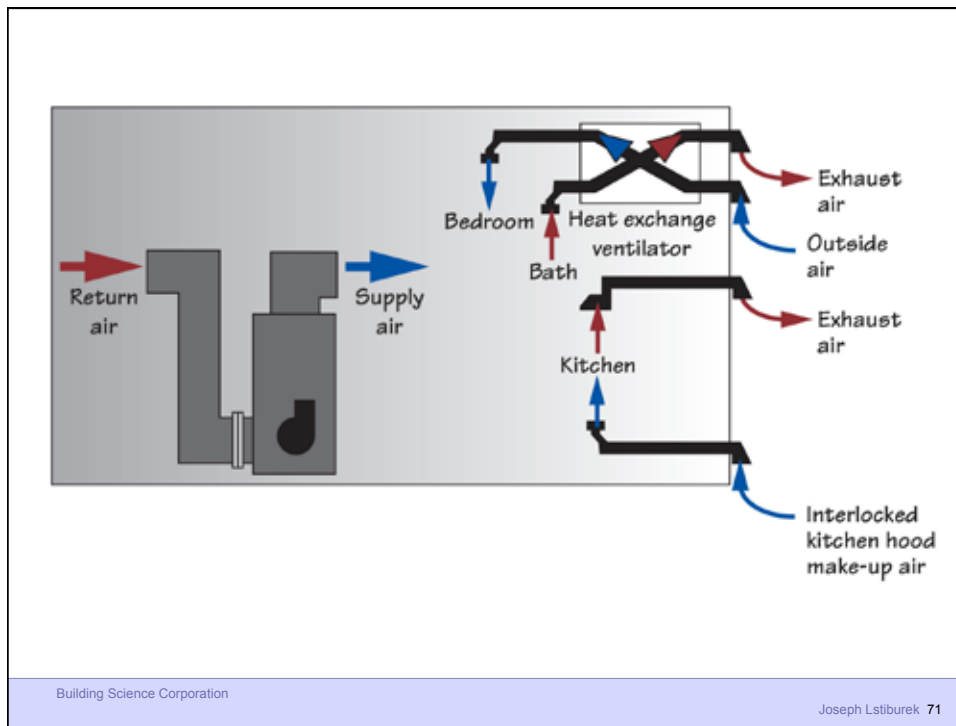 Exhaust
air
Bedroom
Heat exchange
ventilator
Outside
air
Bath
Return
air
Supply
air
Exhaust
air
Kitchen
Interlocked
kitchen hood
make-up air
Building Science Corporation
Joseph Lstiburek 71